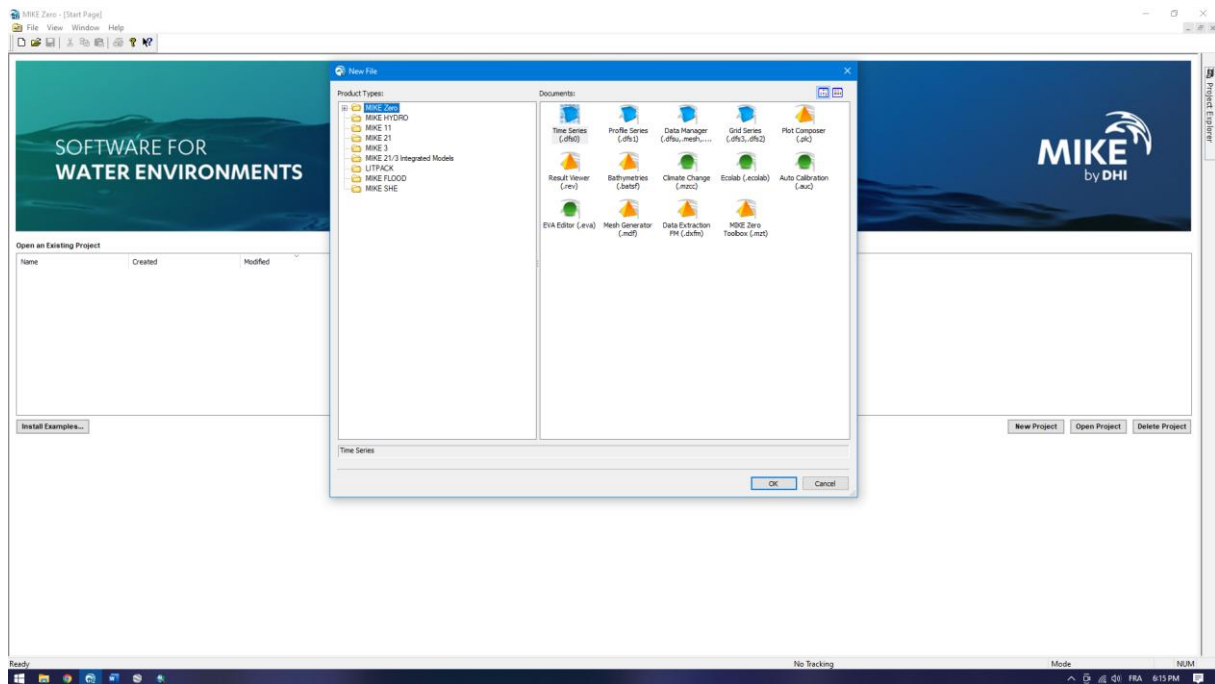 MIKE Zero - [Start Page]
File View Window Help
New File
Product Types:
Documents:
MIKE Zero
MIKE HYDRO
MIKE 11
MIKE 21
MIKE 3
MIKE 21/3 Integrated Models
LITPACK
MIKE FLOOD
MIKE SHE
Time Series
(.dfs0)
Profile Series
(.dfs1)
Data Manager
(.dfsu,.mesh,....
Grid Series
(.dfs3,.dfs2)
Plot Composer
(.plc)
Result Viewer
(.rev)
Bathymetries
(.batsf)
Climate Change
(.mzcc)
Ecolab (.ecolab)
Auto Calibration
(.auc)
EVA Editor (.eva)
Mesh Generator
(.mdf)
Data Extraction
FM (.dxfm)
MIKE Zero
Toolbox (.mzt)
Time Series
OK Cancel
SOFTWARE FOR
WATER ENVIRONMENTS
MIKE
by DHI
Project Explorer
Open an Existing Project
Name Created Modified
Install Examples...
New Project Open Project Delete Project
Ready No Tracking Mode NUM
FRA 6:15 PM